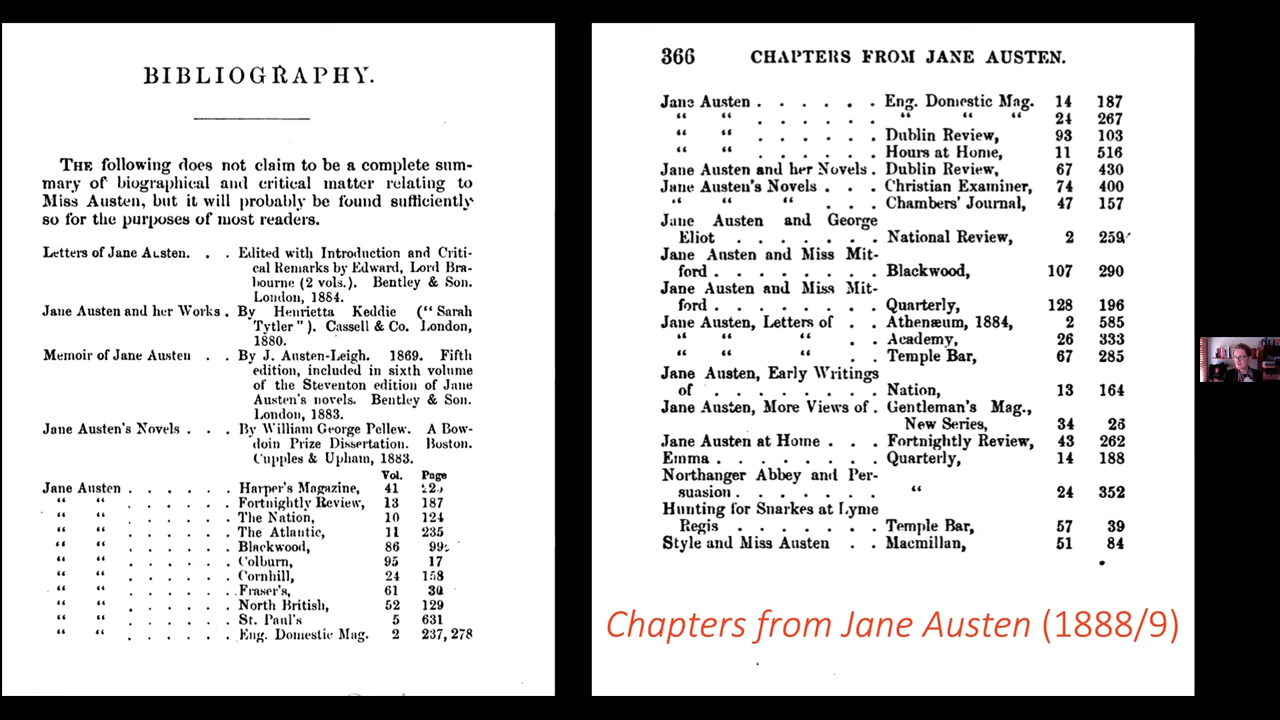 BIBLIOGRAPHY.
THE following does not claim to be a complete sum-
mary of biographical and critical matter relating to
Miss Austen, but it will probably be found sufficiently
so for the purposes of most readers.
Letters of Jane Austen. . . Edited with Introduction and Criti-
cal Remarks by Edward, Lord Bra-
bourne (2 vols.). Bentley & Son.
London, 1884.
Jane Austen and her Works . By Henrietta Keddie (“Sarah
Tytler”). Cassell & Co. London,
1880.
Memoir of Jane Austen . . By J. Austen-Leigh. 1869. Fifth
edition, included in sixth volume
of the Steventon edition of Jane
Austen's novels. Bentley & Son.
London, 1883.
Jane Austen's Novels . . . By William George Pellew. A Bow-
doin Prize Dissertation. Boston.
Cupples & Upham, 1883.
Vol. Page
Jane Austen . . . . . . Harper's Magazine, 41
“ “ . . . . . . Fortnightly Review, 13 187
“ “ . . . . . . The Nation, 10 124
“ “ . . . . . . The Atlantic, 11 235
“ “ . . . . . . Blackwood, 86 99
“ “ . . . . . . Colburn, 95 17
“ “ . . . . . . Cornhill, 24 158
“ “ . . . . . . Fraser's, 61
“ “ . . . . . . North British, 52 129
“ “ . . . . . . St. Paul's 5 631
“ “ . . . . . . Eng. Domestic Mag. 2 237, 278
366 CHAPTERS FROM JANE AUSTEN.
Jane Austen . . . . . . Eng. Domestic Mag. 14 187
“ “ . . . . . . “ “ “ 24 267
“ “ . . . . . . Dublin Review, 93 103
“ “ . . . . . . Hours at Home, 11 516
Jane Austen and her Novels . Dublin Review, 67 430
Jane Austen's Novels . . . Christian Examiner, 74 400
“ “ “ . . . Chambers' Journal, 47 157
Jane Austen and George
Eliot . . . . . . . National Review, 2 259
Jane Austen and Miss Mit-
ford . . . . . . . . Blackwood, 107 290
Jane Austen and Miss Mit-
ford . . . . . . . . Quarterly, 128 196
Jane Austen, Letters of . . Athenæum, 1884, 2 585
“ “ “ . . Academy, 26 333
“ “ “ . . Temple Bar, 67 285
Jane Austen, Early Writings
of . . . . . . . . Nation, 13 164
Jane Austen, More Views of . Gentleman's Mag.,
New Series, 34 26
Jane Austen at Home . . . Fortnightly Review, 43 262
Emma . . . . . . . . Quarterly, 14 188
Northanger Abbey and Per-
suasion . . . . . . . “ 24 352
Hunting for Snarkes at Lyme
Regis . . . . . . . Temple Bar, 57 39
Style and Miss Austen . . Macmillan, 51 84
Chapters from Jane Austen (1888/9)